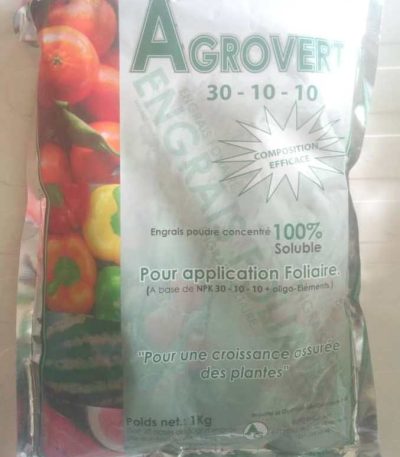 AGROVERT
30 - 10 - 10
COMPOSITION
EFFICACE
Engrais poudre concentré 100%
Soluble
Pour application Foliaire.
(A base de NPK 30 - 10 - 10 + oligo-Eléments)
"Pour une croissance assurée
des plantes"
Poids net.: 1Kg